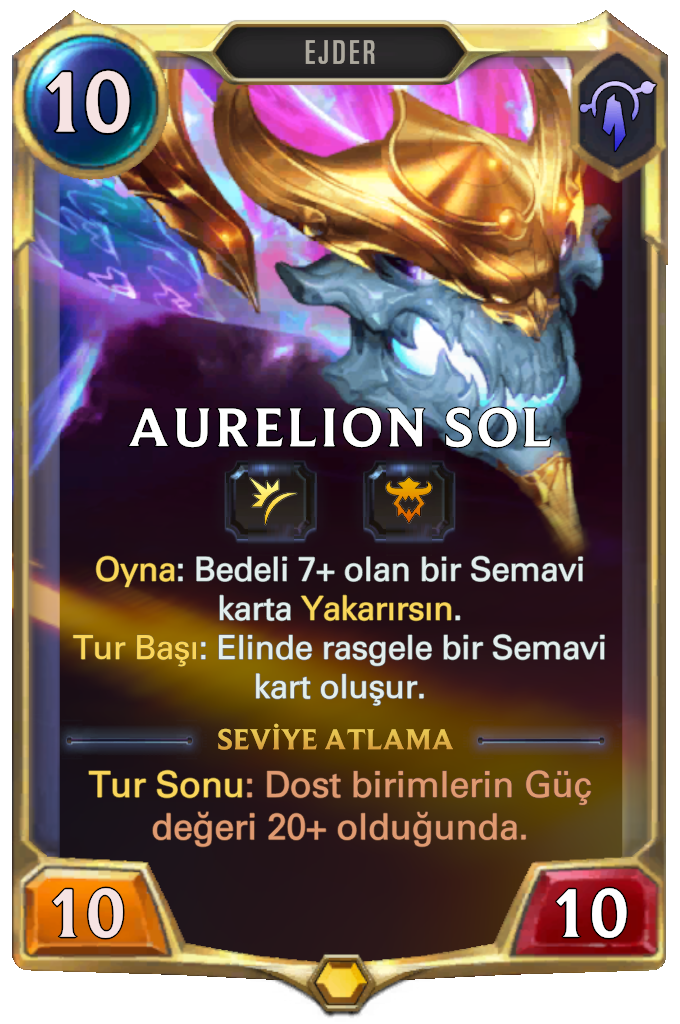 EJDER
10
AURELION SOL
Oyna: Bedeli 7+ olan bir Semavi
karta Yakarırsın.
Tur Başı: Elinde rasgele bir Semavi
kart oluşur.
SEVİYE ATLAMA
Tur Sonu: Dost birimlerin Güç
değeri 20+ olduğunda.
10
10